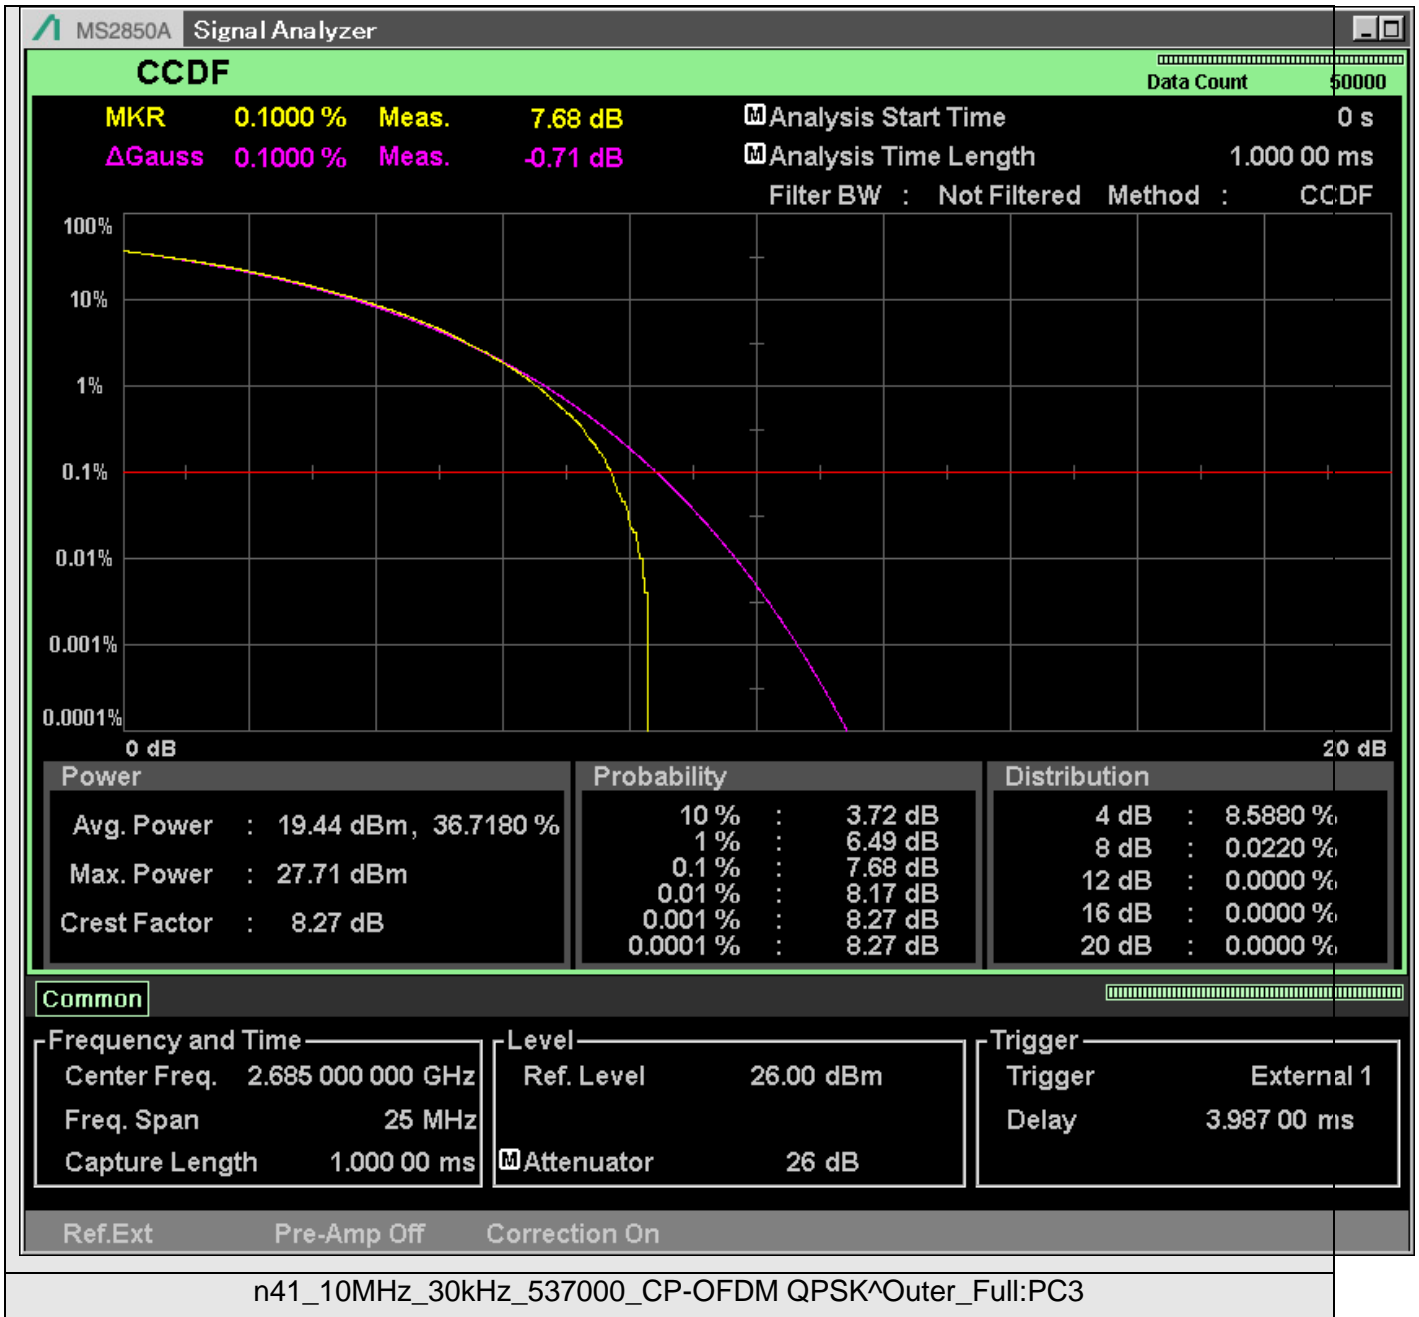 MS2850A Signal Analyzer
CCDF
Data Count 50000
MKR 0.1000 % Meas. 7.68 dB
ΔGauss 0.1000 % Meas. -0.71 dB
M Analysis Start Time 0 s
M Analysis Time Length 1.000 00 ms
Filter BW : Not Filtered Method : CCDF
100%
10%
1%
0.1%
0.01%
0.001%
0.0001%
0 dB 20 dB
Power
Avg. Power : 19.44 dBm, 36.7180 %
Max. Power : 27.71 dBm
Crest Factor : 8.27 dB
Probability
10 % : 3.72 dB
1 % : 6.49 dB
0.1 % : 7.68 dB
0.01 % : 8.17 dB
0.001 % : 8.27 dB
0.0001 % : 8.27 dB
Distribution
4 dB : 8.5880 %
8 dB : 0.0220 %
12 dB : 0.0000 %
16 dB : 0.0000 %
20 dB : 0.0000 %
Common
Frequency and Time
Center Freq. 2.685 000 000 GHz
Freq. Span 25 MHz
Capture Length 1.000 00 ms
Level
Ref. Level 26.00 dBm
M Attenuator 26 dB
Trigger
Trigger External 1
Delay 3.987 00 ms
Ref.Ext Pre-Amp Off Correction On
n41_10MHz_30kHz_537000_CP-OFDM QPSK^Outer_Full:PC3